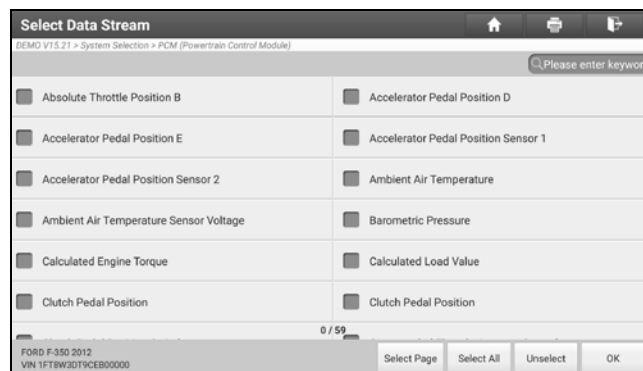 Select Data Stream
DEMO V15.21 > System Selection > PCM (Powertrain Control Module)
Please enter keywor
Absolute Throttle Position B
Accelerator Pedal Position D
Accelerator Pedal Position E
Accelerator Pedal Position Sensor 1
Accelerator Pedal Position Sensor 2
Ambient Air Temperature
Ambient Air Temperature Sensor Voltage
Barometric Pressure
Calculated Engine Torque
Calculated Load Value
Clutch Pedal Position
Clutch Pedal Position
0 / 59
FORD F-350 2012
VIN 1FT8W3DT9CEB00000
Select Page
Select All
Unselect
OK